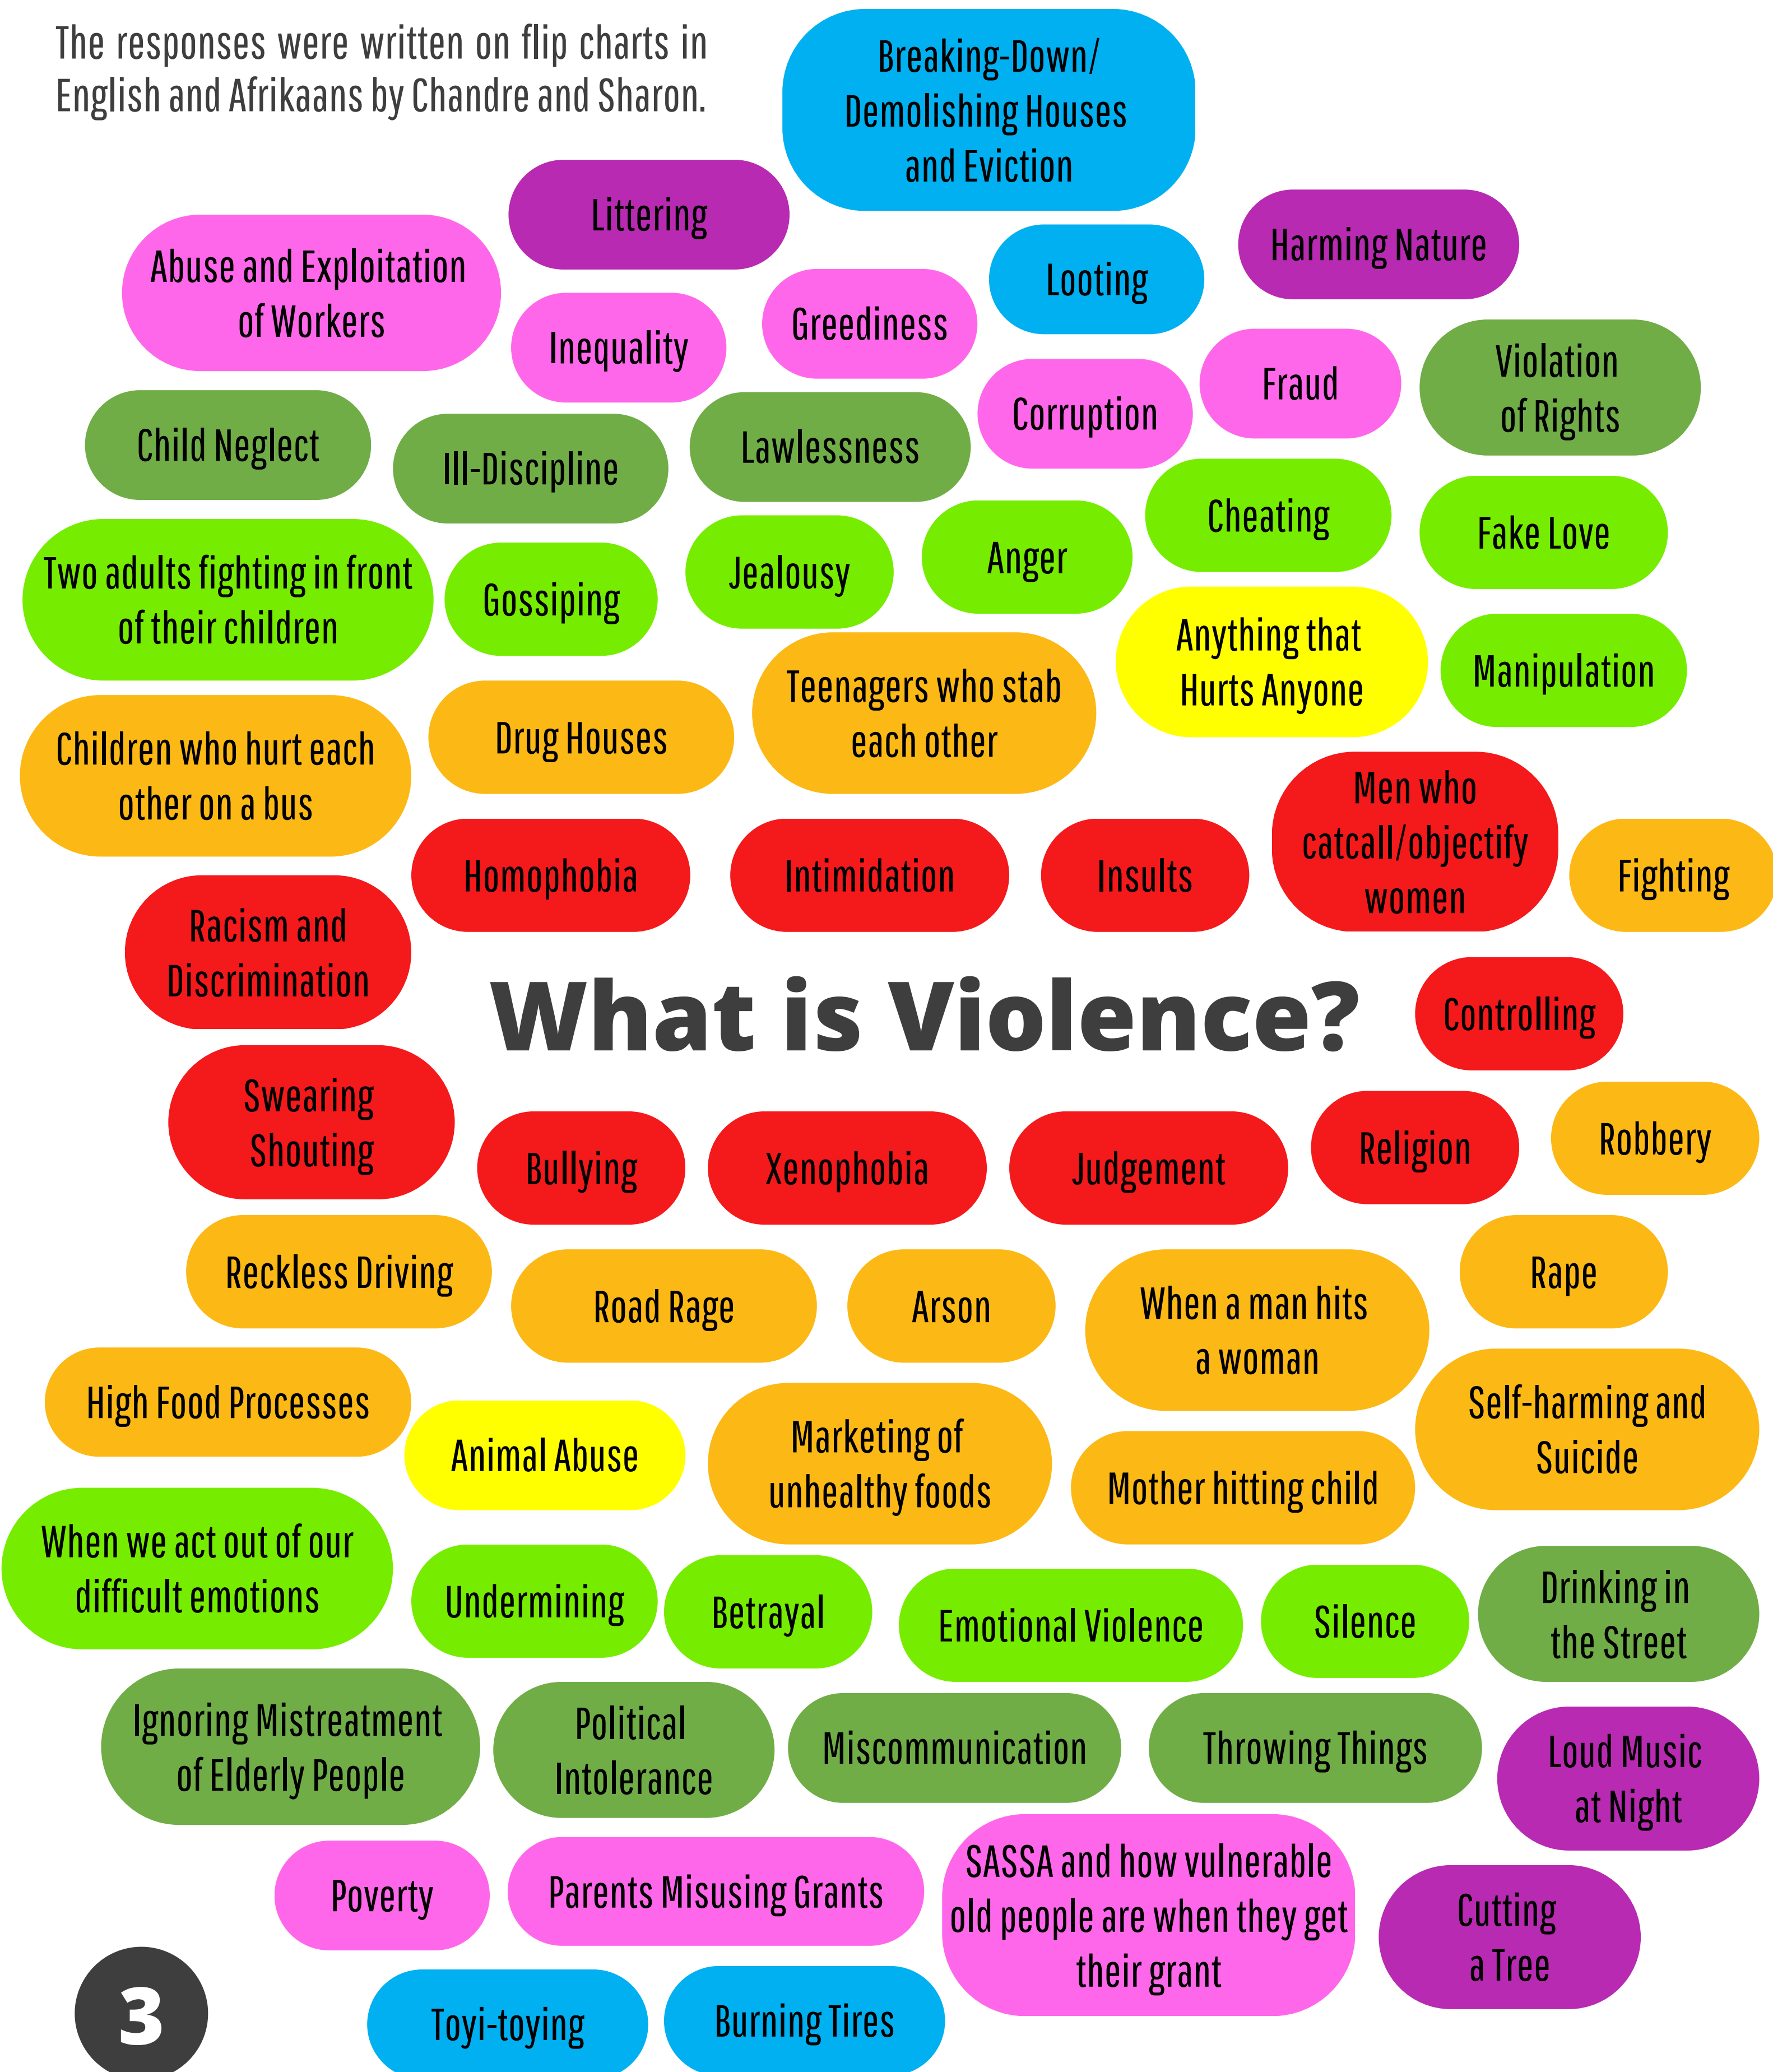 The responses were written on flip charts in
English and Afrikaans by Chandre and Sharon.
Breaking-Down/
Demolishing Houses
and Eviction
Littering
Harming Nature
Abuse and Exploitation
of Workers
Looting
Inequality
Greediness
Corruption
Fraud
Violation
of Rights
Child Neglect
Ill-Discipline
Lawlessness
Cheating
Fake Love
Two adults fighting in front
of their children
Gossiping
Jealousy
Anger
Anything that
Hurts Anyone
Manipulation
Children who hurt each
other on a bus
Drug Houses
Teenagers who stab
each other
Men who
catcall/objectify
women
Fighting
Homophobia
Intimidation
Insults
Racism and
Discrimination
What is Violence?
Controlling
Swearing
Shouting
Bullying
Xenophobia
Judgement
Religion
Robbery
Reckless Driving
Road Rage
Arson
When a man hits
a woman
Rape
High Food Processes
Animal Abuse
Marketing of
unhealthy foods
Mother hitting child
Self-harming and
Suicide
When we act out of our
difficult emotions
Undermining
Betrayal
Emotional Violence
Silence
Drinking in
the Street
Ignoring Mistreatment
of Elderly People
Political
Intolerance
Miscommunication
Throwing Things
Loud Music
at Night
Poverty
Parents Misusing Grants
SASSA and how vulnerable
old people are when they get
their grant
Cutting
a Tree
3
Toyi-toying
Burning Tires